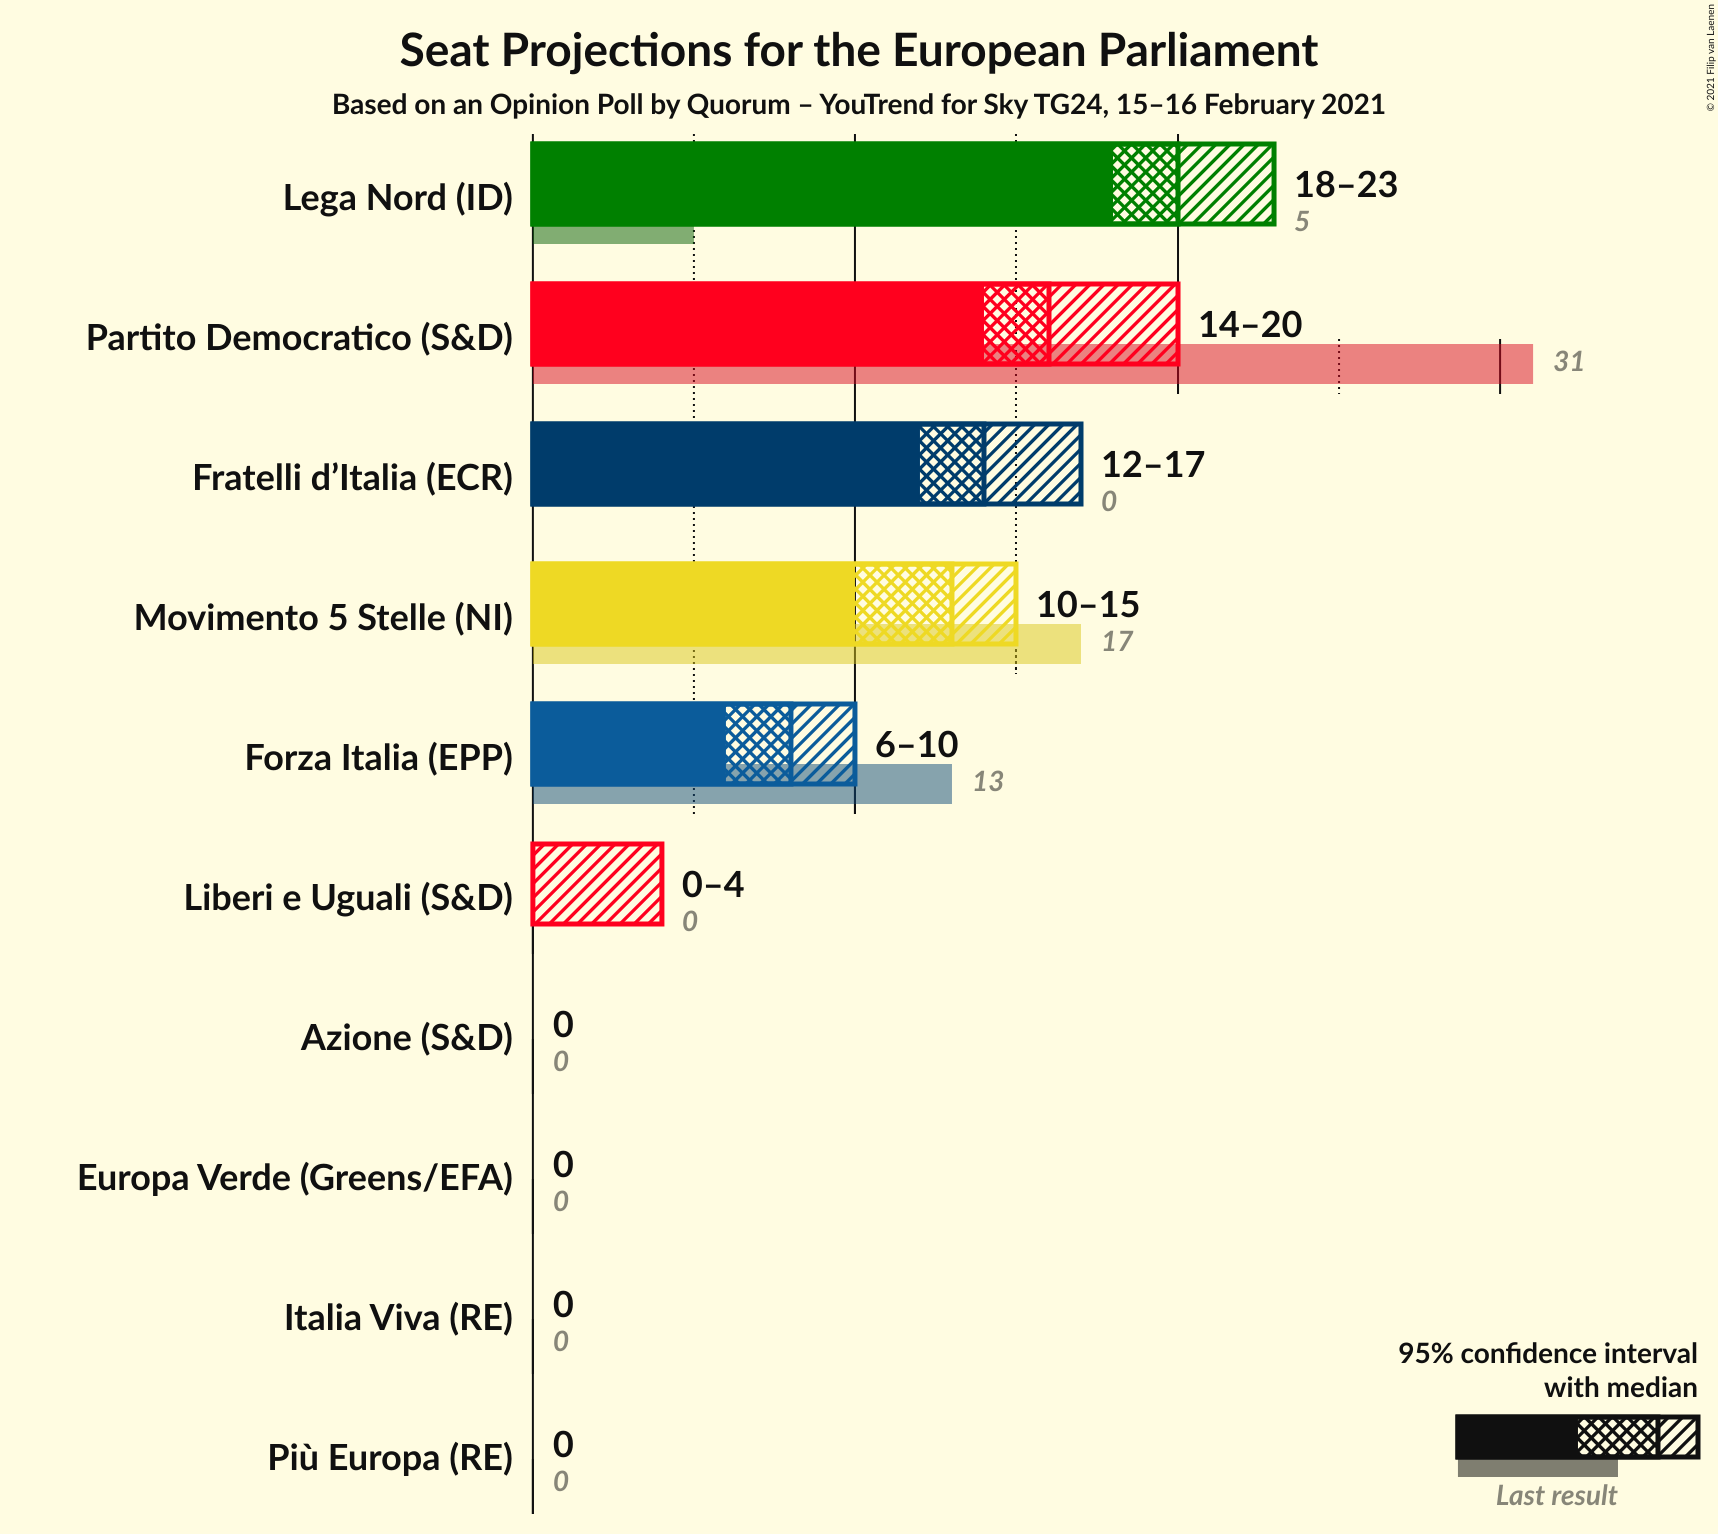 Seat Projections for the European Parliament
Based on an Opinion Poll by Quorum – YouTrend for Sky TG24, 15–16 February 2021
© 2021 Filip van Laenen
Lega Nord (ID)
18–23
5
Partito Democratico (S&D)
14–20
31
Fratelli d’Italia (ECR)
12–17
0
Movimento 5 Stelle (NI)
10–15
17
Forza Italia (EPP)
6–10
13
Liberi e Uguali (S&D)
0–4
0
Azione (S&D)
0
0
Europa Verde (Greens/EFA)
0
0
Italia Viva (RE)
0
0
Più Europa (RE)
0
0
95% confidence interval
with median
Last result